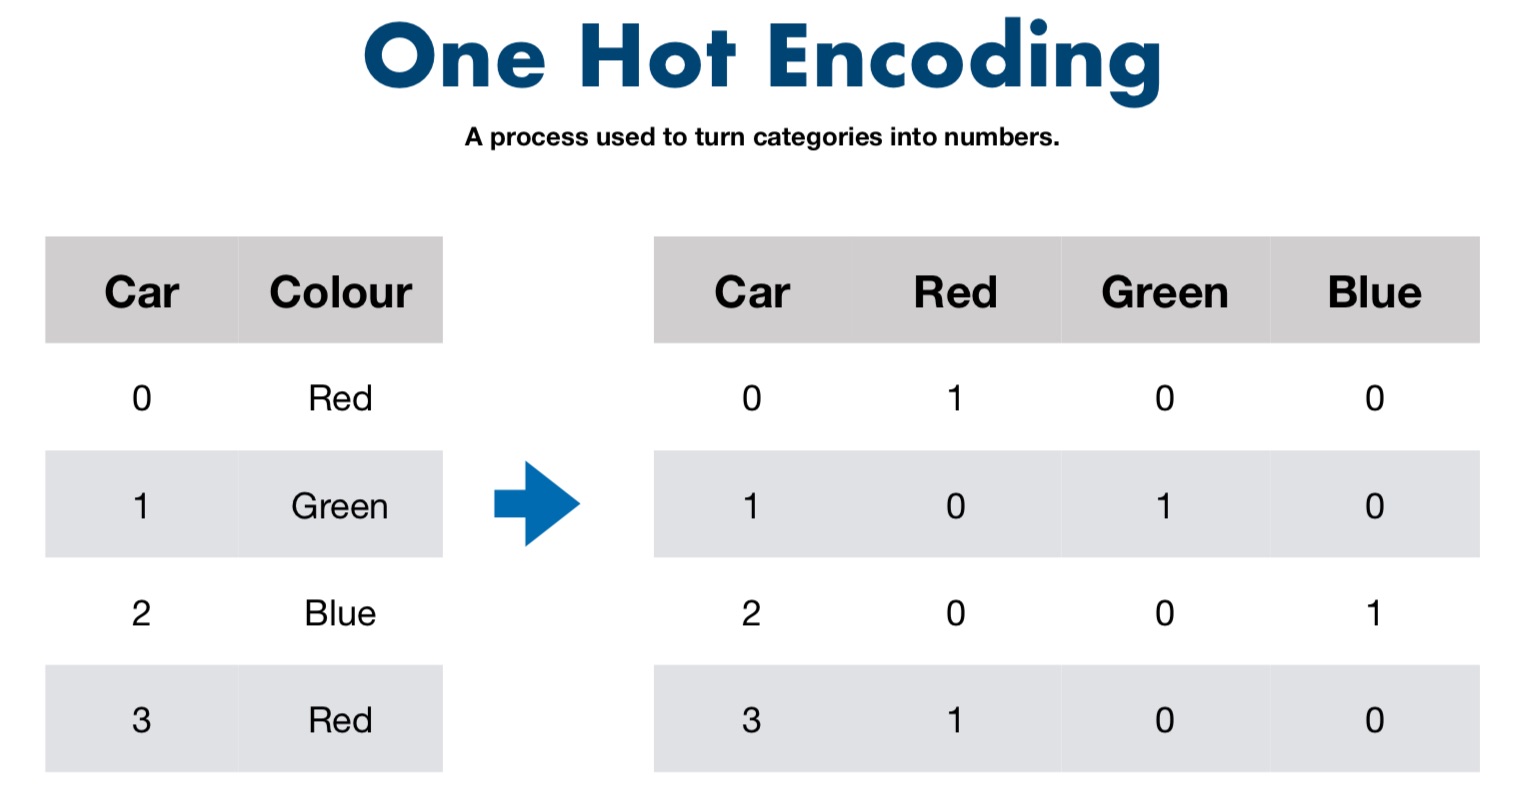 One Hot Encoding
A process used to turn categories into numbers.
Car Colour
0 Red
1 Green
2 Blue
3 Red
Car Red Green Blue
0 1 0 0
1 0 1 0
2 0 0 1
3 1 0 0